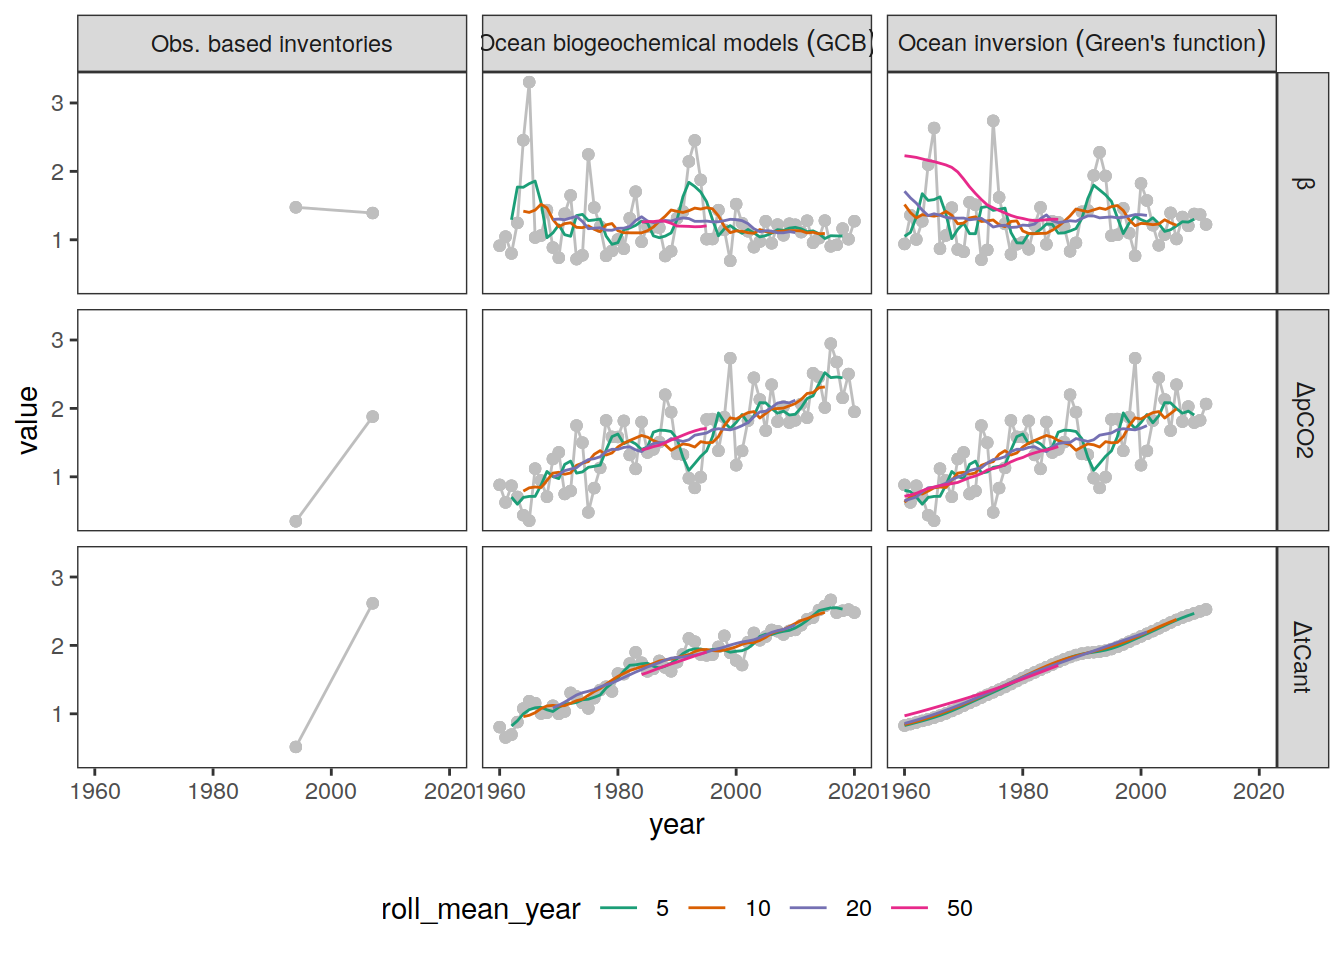 Obs. based inventories
Ocean biogeochemical models (GCB)
Ocean inversion (Green's function)
3
2
1
β
3
2
1
ΔpCO2
3
2
1
ΔtCant
value
1960 1980 2000 2020
1960 1980 2000 2020
1960 1980 2000 2020
year
roll_mean_year 5 10 20 50